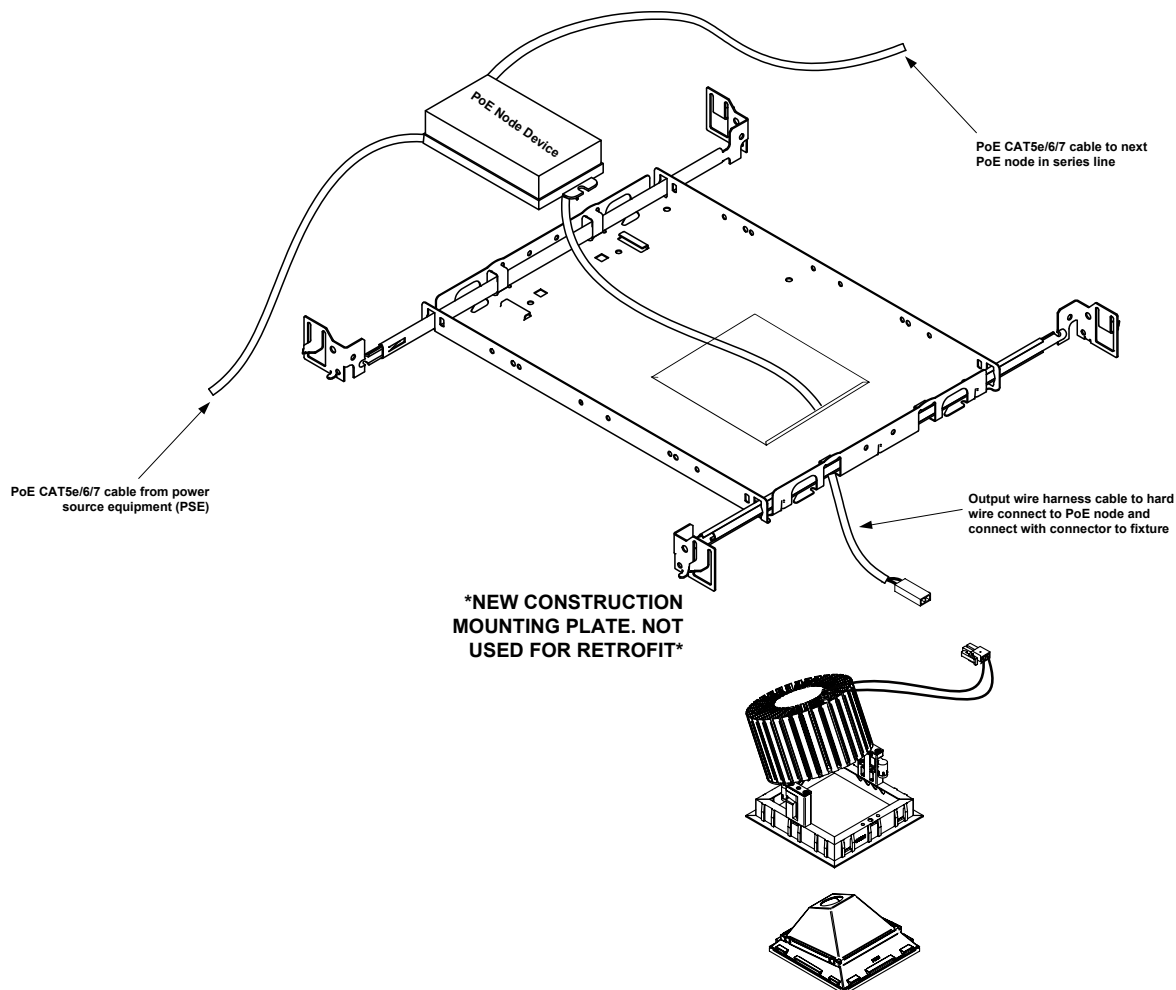 PoE Node Device
PoE CAT5e/6/7 cable to next
PoE node in series line
PoE CAT5e/6/7 cable from power
source equipment (PSE)
Output wire harness cable to hard
wire connect to PoE node and
connect with connector to fixture
*NEW CONSTRUCTION
MOUNTING PLATE. NOT
USED FOR RETROFIT*